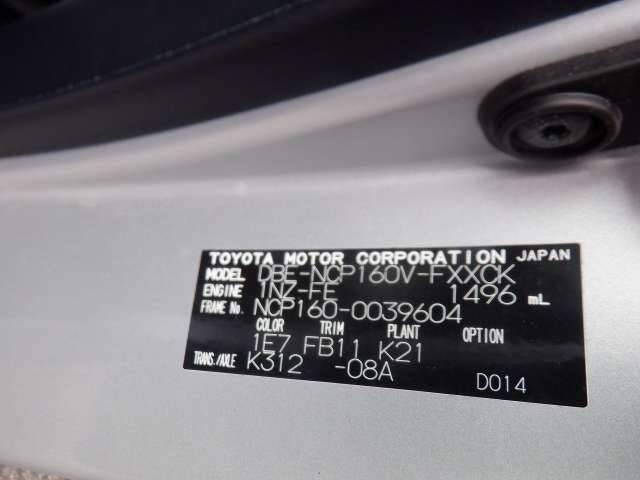 TOYOTA MOTOR CORPORATION JAPAN
MODEL DBE-NCP160V-FXXCK
ENGINE 1NZ-FE 1496 mL
FRAME No. NCP160-0039604
COLOR TRIM PLANT OPTION
1E7 FB11 K21
TRANS./AXLE K312 -08A
D014